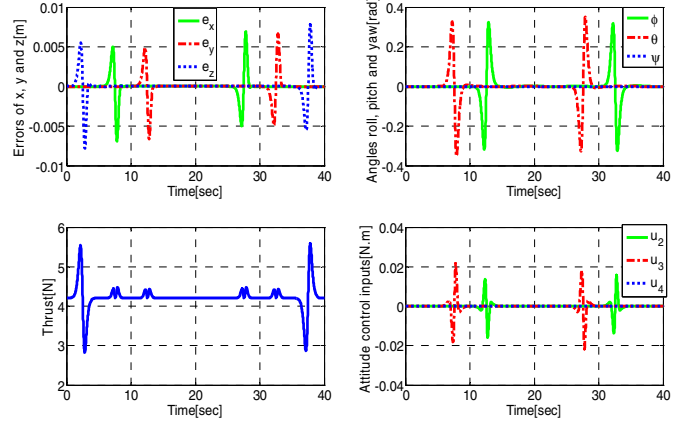 Errors of x, y and z[m]
0.01
0.005
0
-0.005
-0.01
e_x
e_y
e_z
0 10 20 30 40
Time[sec]
Angles roll, pitch and yaw[rad]
0.4
0.2
0
-0.2
-0.4
ϕ
θ
ψ
0 10 20 30 40
Time[sec]
Thrust[N]
6
5
4
3
2
0 10 20 30 40
Time[sec]
Attitude control inputs[N.m]
0.04
0.02
0
-0.02
-0.04
u_2
u_3
u_4
0 10 20 30 40
Time[sec]